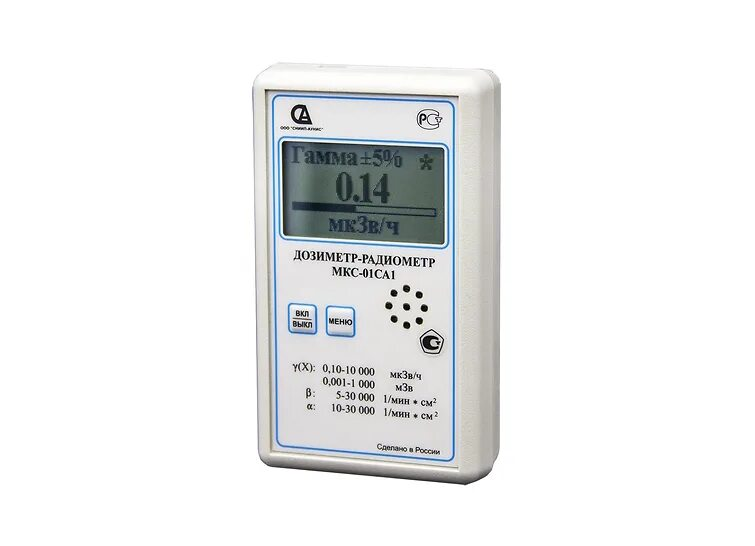 СА
ООО "СНИИП-АУНИС"
РСт
Гамма ±5% *
0.14
мкЗв/ч
ДОЗИМЕТР-РАДИОМЕТР
МКС-01СА1
ВКЛ
ВЫКЛ
МЕНЮ
γ(X): 0,10-10 000 мкЗв/ч
0,001-1 000 мЗв
β: 5-30 000 1/мин * см²
α: 10-30 000 1/мин * см²
Сделано в России